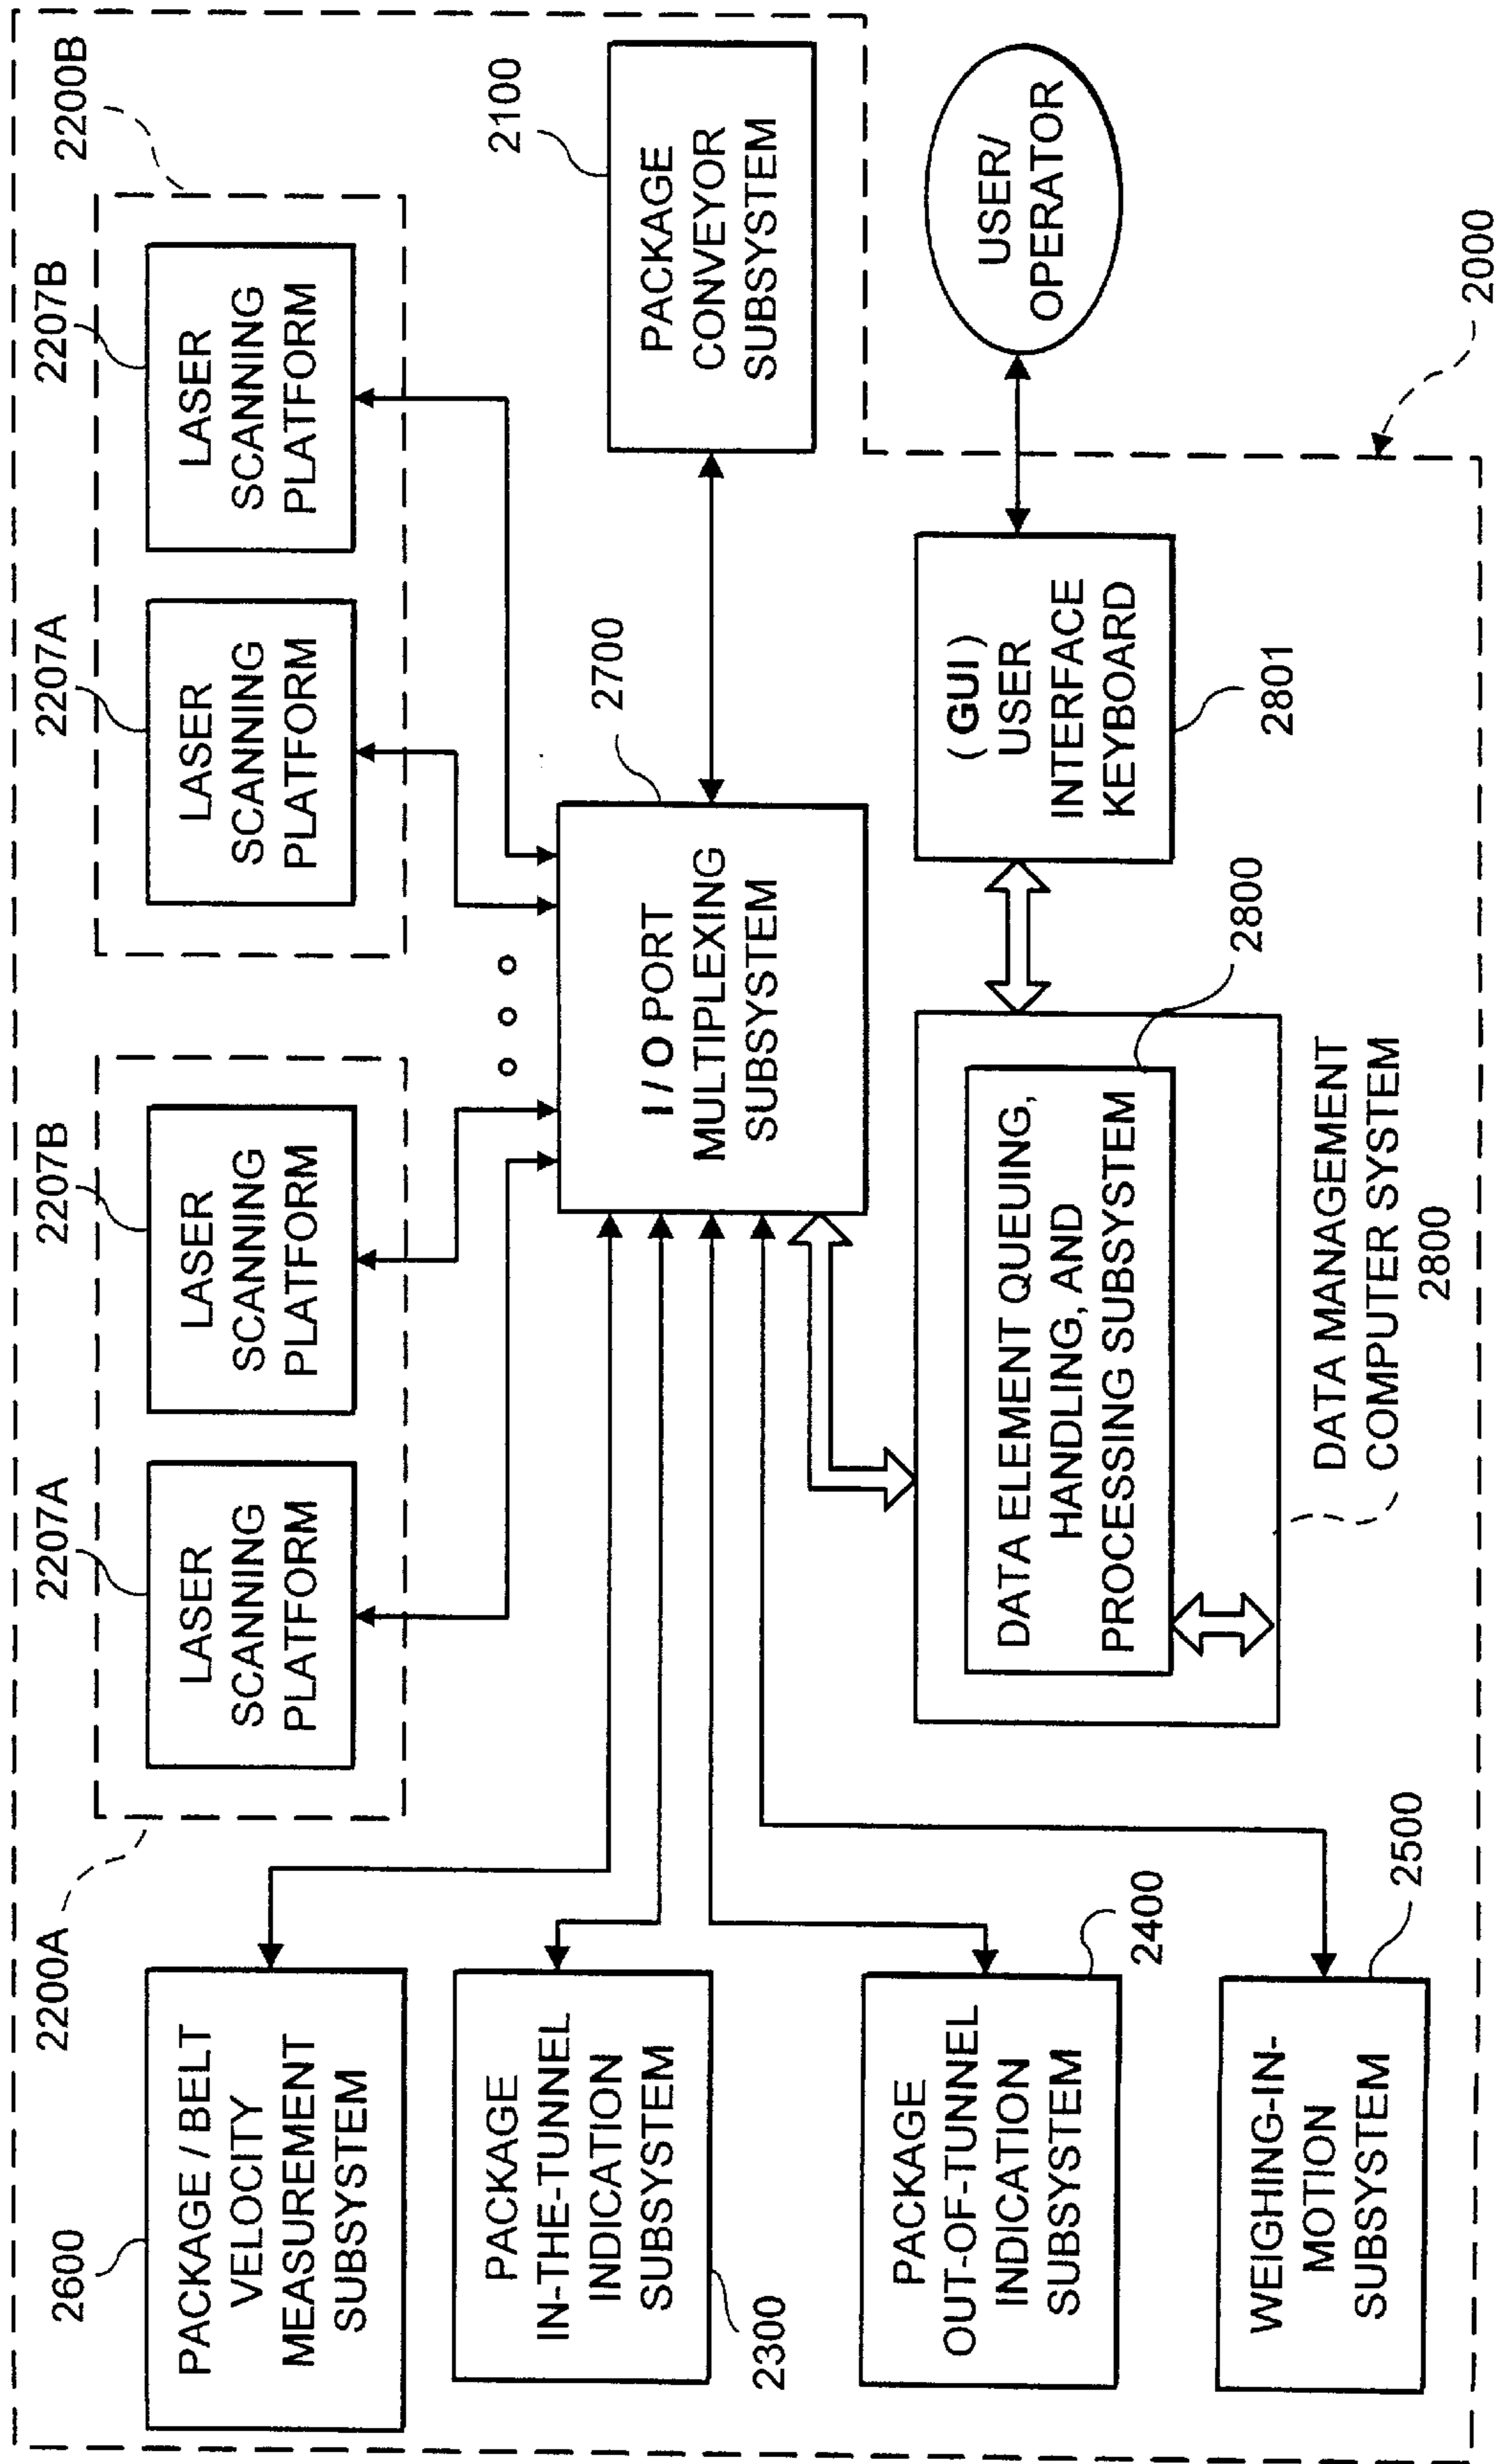 2200B
2207A
2207B
2207A
2207B
LASER
SCANNING
PLATFORM
LASER
SCANNING
PLATFORM
LASER
SCANNING
PLATFORM
LASER
SCANNING
PLATFORM
2200A
2600
PACKAGE / BELT
VELOCITY
MEASUREMENT
SUBSYSTEM
PACKAGE
IN-THE-TUNNEL
INDICATION
SUBSYSTEM
2300
PACKAGE
OUT-OF-TUNNEL
INDICATION
SUBSYSTEM
2400
WEIGHING-IN-
MOTION
SUBSYSTEM
2500
2700
I / O PORT
MULTIPLEXING
SUBSYSTEM
2100
PACKAGE
CONVEYOR
SUBSYSTEM
2800
DATA ELEMENT QUEUING,
HANDLING, AND
PROCESSING SUBSYSTEM
DATA MANAGEMENT
COMPUTER SYSTEM
2800
(GUI)
USER
INTERFACE
KEYBOARD
2801
USER/
OPERATOR
2000